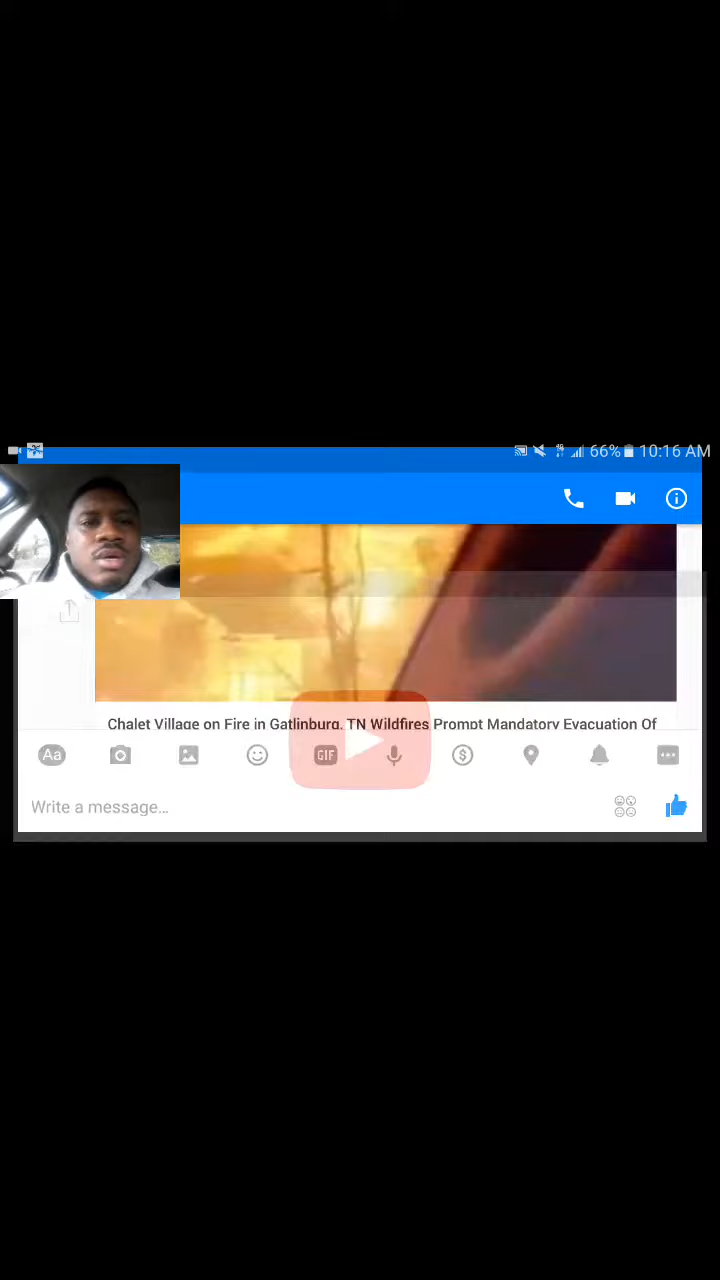 66% 10:16 AM
Chalet Village on Fire in Gatlinburg, TN Wildfires Prompt Mandatory Evacuation Of
Aa
GIF
$
Write a message...